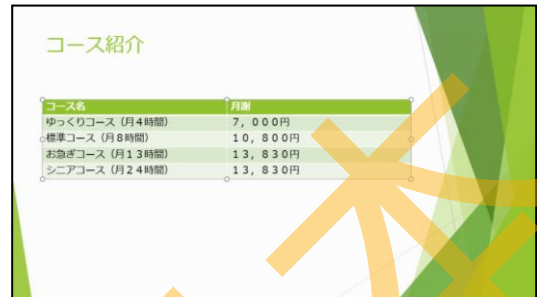 コース紹介
コース名 月謝
ゆっくりコース（月４時間） ７，０００円
標準コース（月８時間） １０，８００円
お急ぎコース（月１３時間） １３，８３０円
シニアコース（月２４時間） １３，８３０円